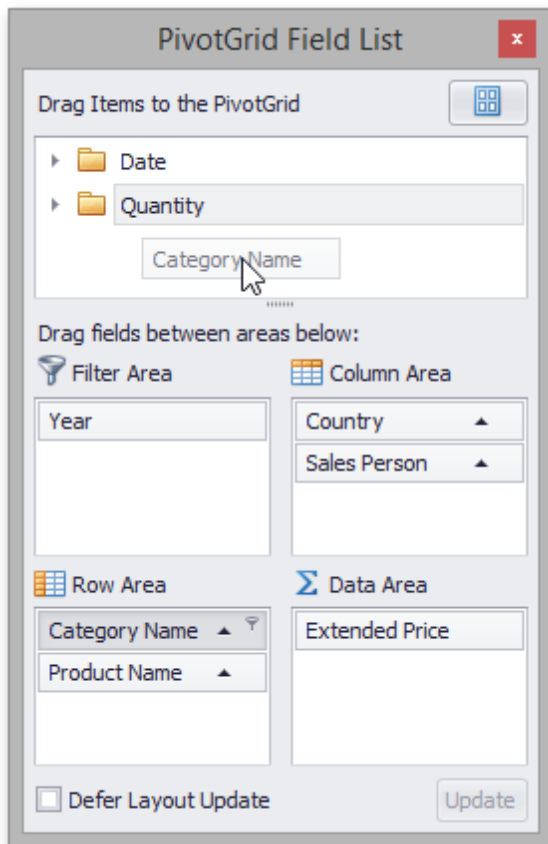 PivotGrid Field List
x
Drag Items to the PivotGrid
Date
Quantity
Category Name
Drag fields between areas below:
Filter Area
Year
Column Area
Country
Sales Person
Row Area
Category Name
Product Name
Σ Data Area
Extended Price
Defer Layout Update
Update